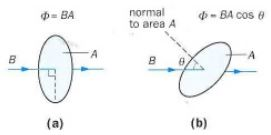 Φ = BA
B
A
(a)
normal
to area A
Φ = BA cos θ
B
θ
A
(b)